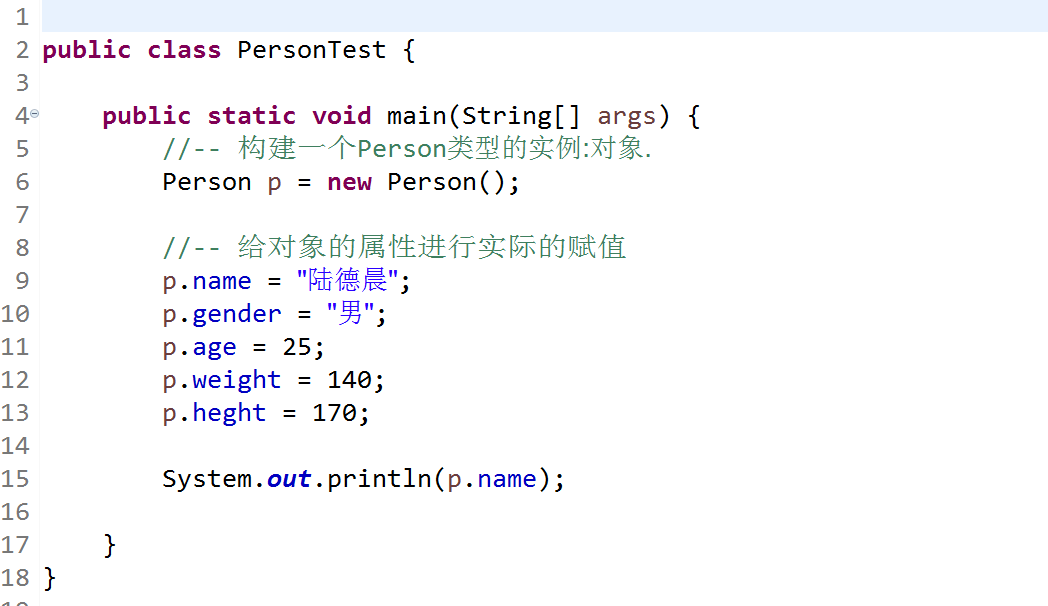 1
2 public class PersonTest {
3
4 public static void main(String[] args) {
5 //-- 构建一个Person类型的实例:对象.
6 Person p = new Person();
7
8 //-- 给对象的属性进行实际的赋值
9 p.name = "陆德晨";
10 p.gender = "男";
11 p.age = 25;
12 p.weight = 140;
13 p.heght = 170;
14
15 System.out.println(p.name);
16
17 }
18 }